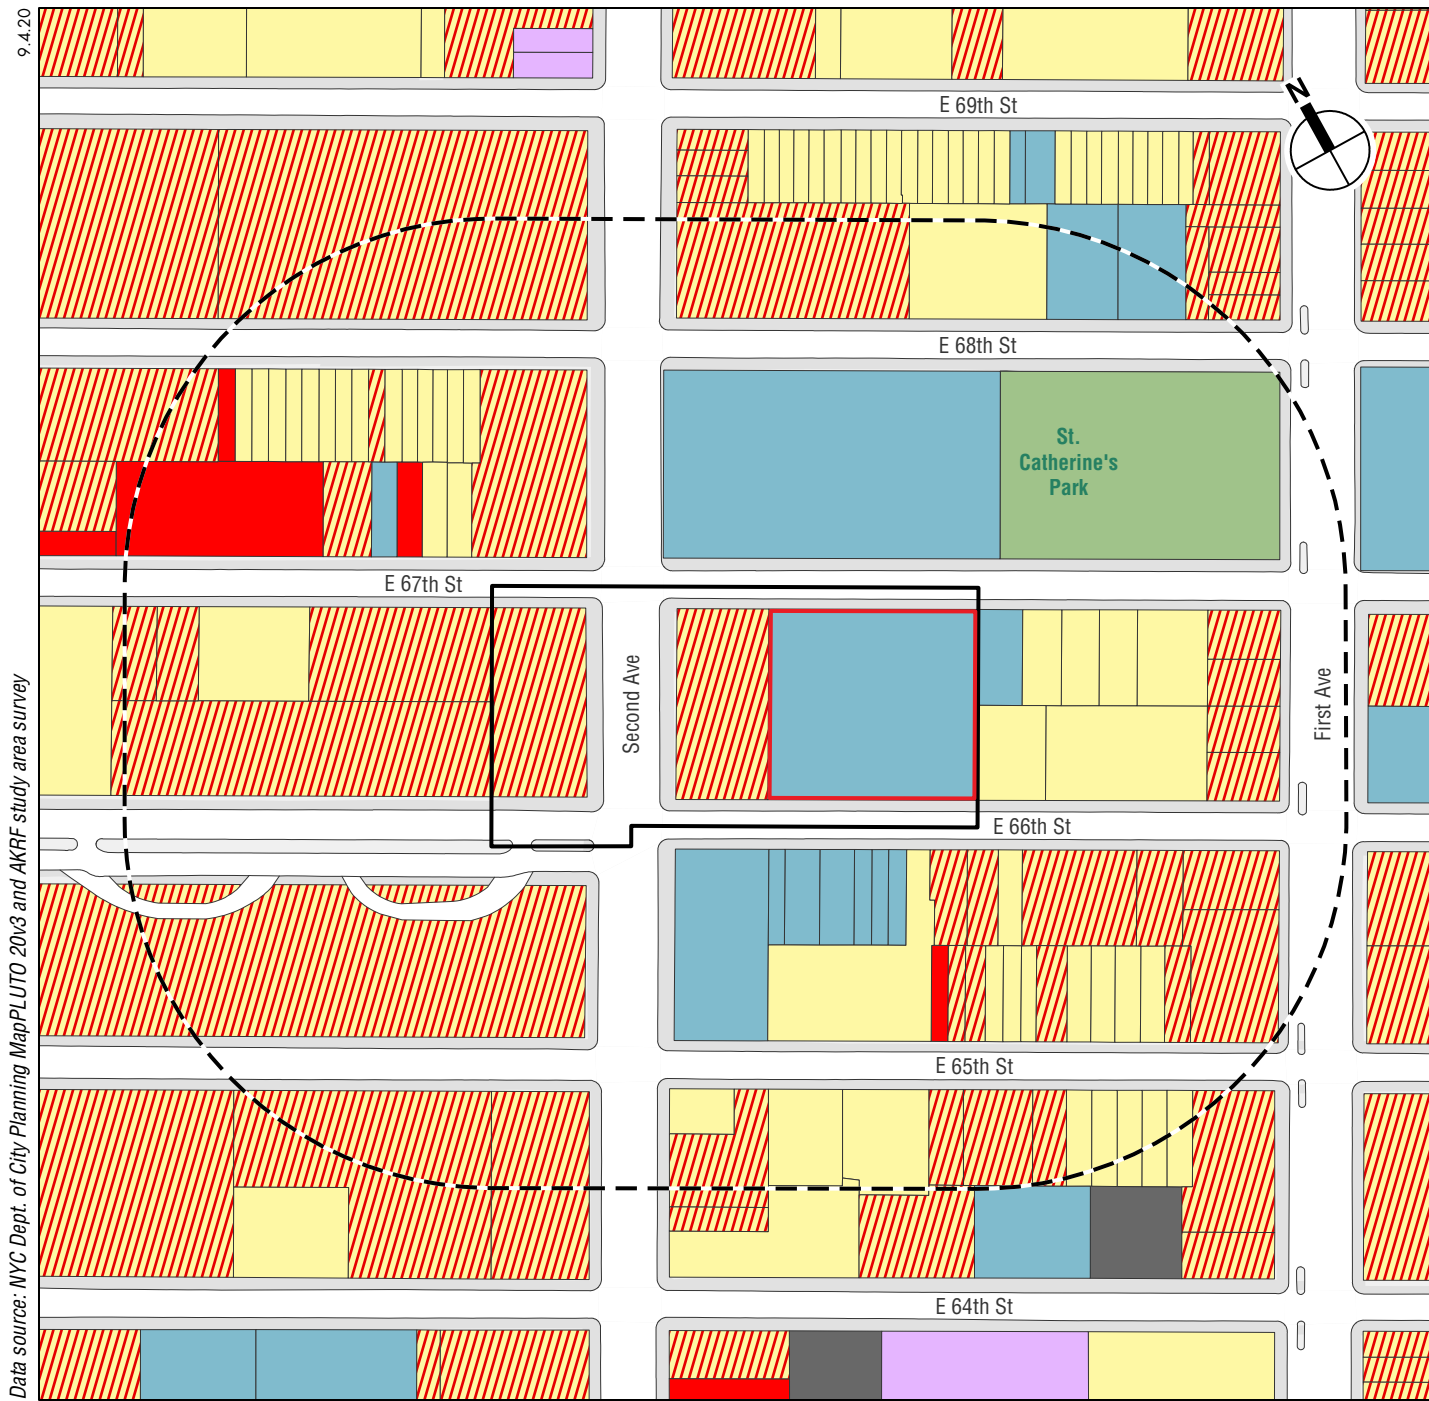 9.4.20
E 69th St
N
E 68th St
St.
Catherine's
Park
E 67th St
Second Ave
First Ave
E 66th St
E 65th St
E 64th St
Data source: NYC Dept. of City Planning MapPLUTO 20v3 and AKRF study area survey